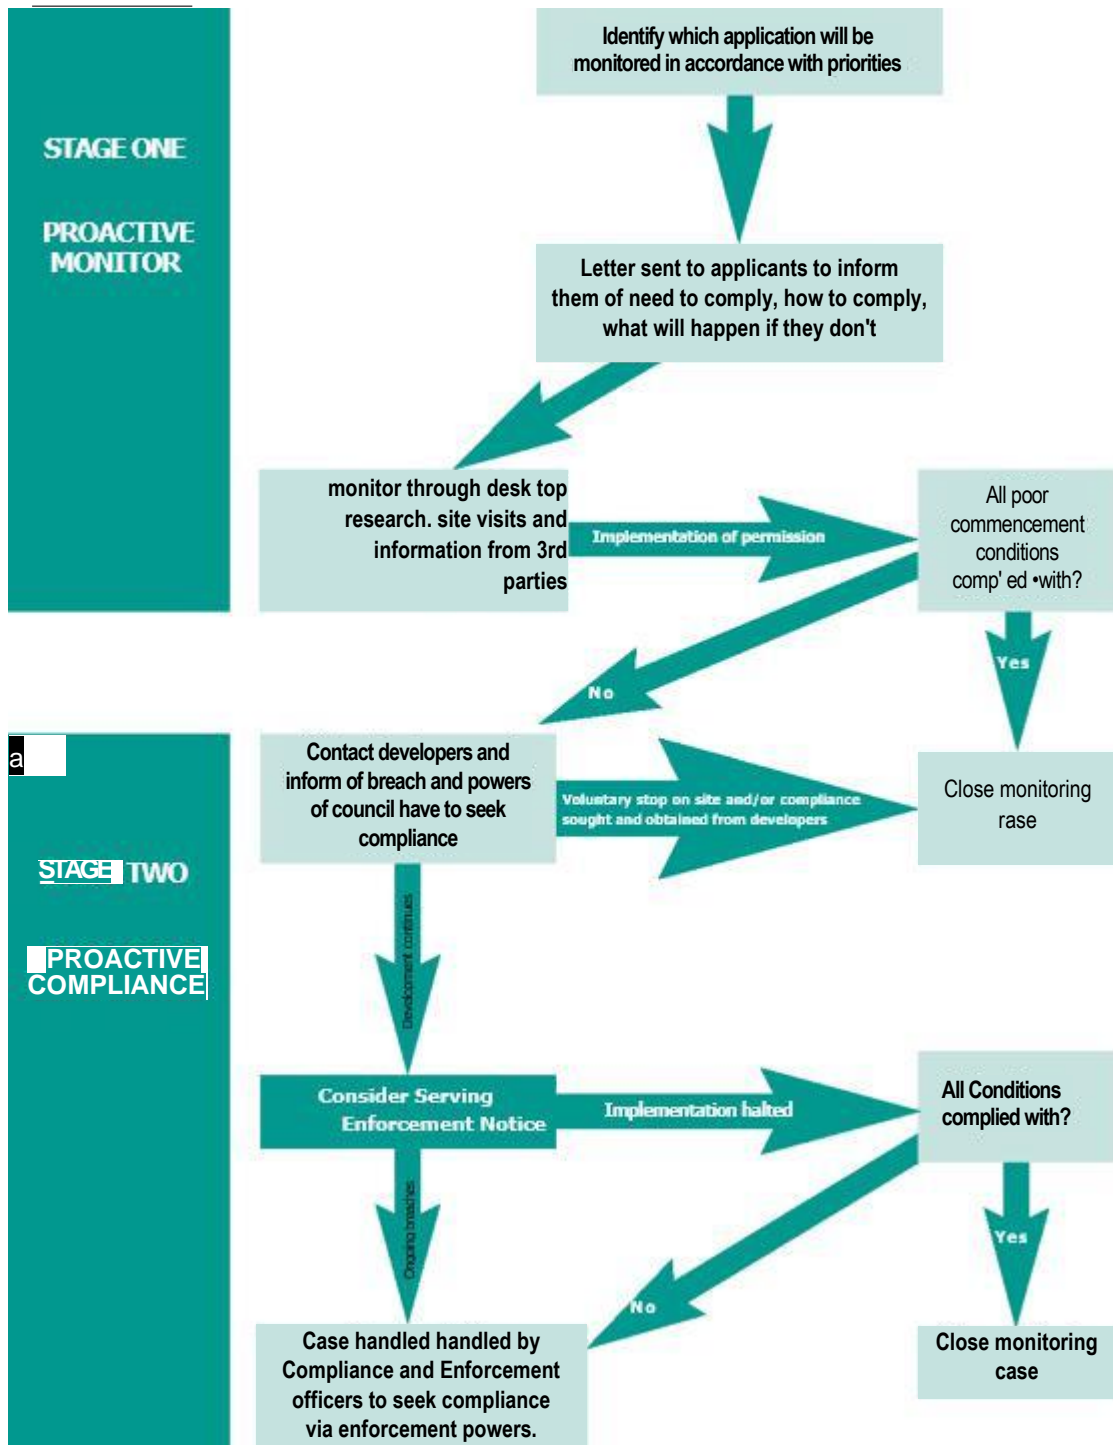 Identify which application will be
monitored in accordance with priorities
STAGE ONE
PROACTIVE
MONITOR
Letter sent to applicants to inform
them of need to comply, how to comply,
what will happen if they don't
monitor through desk top
research. site visits and
information from 3rd
parties
Implementation of permission
All poor
commencement
conditions
comp' ed •with?
No
Yes
a
STAGE TWO
PROACTIVE
COMPLIANCE
Contact developers and
inform of breach and powers
of council have to seek
compliance
Voluntary stop on site and/or compliance
sought and obtained from developers
Close monitoring
rase
Development continues
Consider Serving
Enforcement Notice
Implementation halted
All Conditions
complied with?
Ongoing breaches
No
Yes
Case handled handled by
Compliance and Enforcement
officers to seek compliance
via enforcement powers.
Close monitoring
case